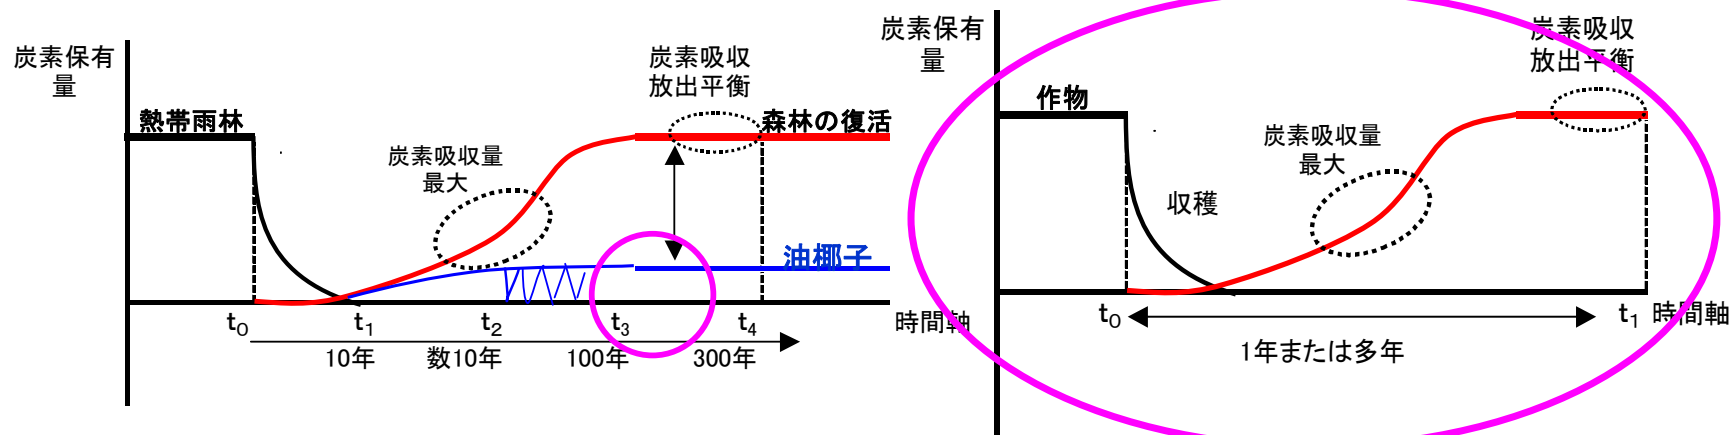 炭素保有
量
炭素吸収
放出平衡
熱帯雨林
森林の復活
炭素吸収量
最大
油椰子
t0
t1
t2
t3
t4
時間軸
10年
数10年
100年
300年
炭素保有
量
炭素吸収
放出平衡
作物
炭素吸収量
最大
収穫
t0
t1
時間軸
1年または多年